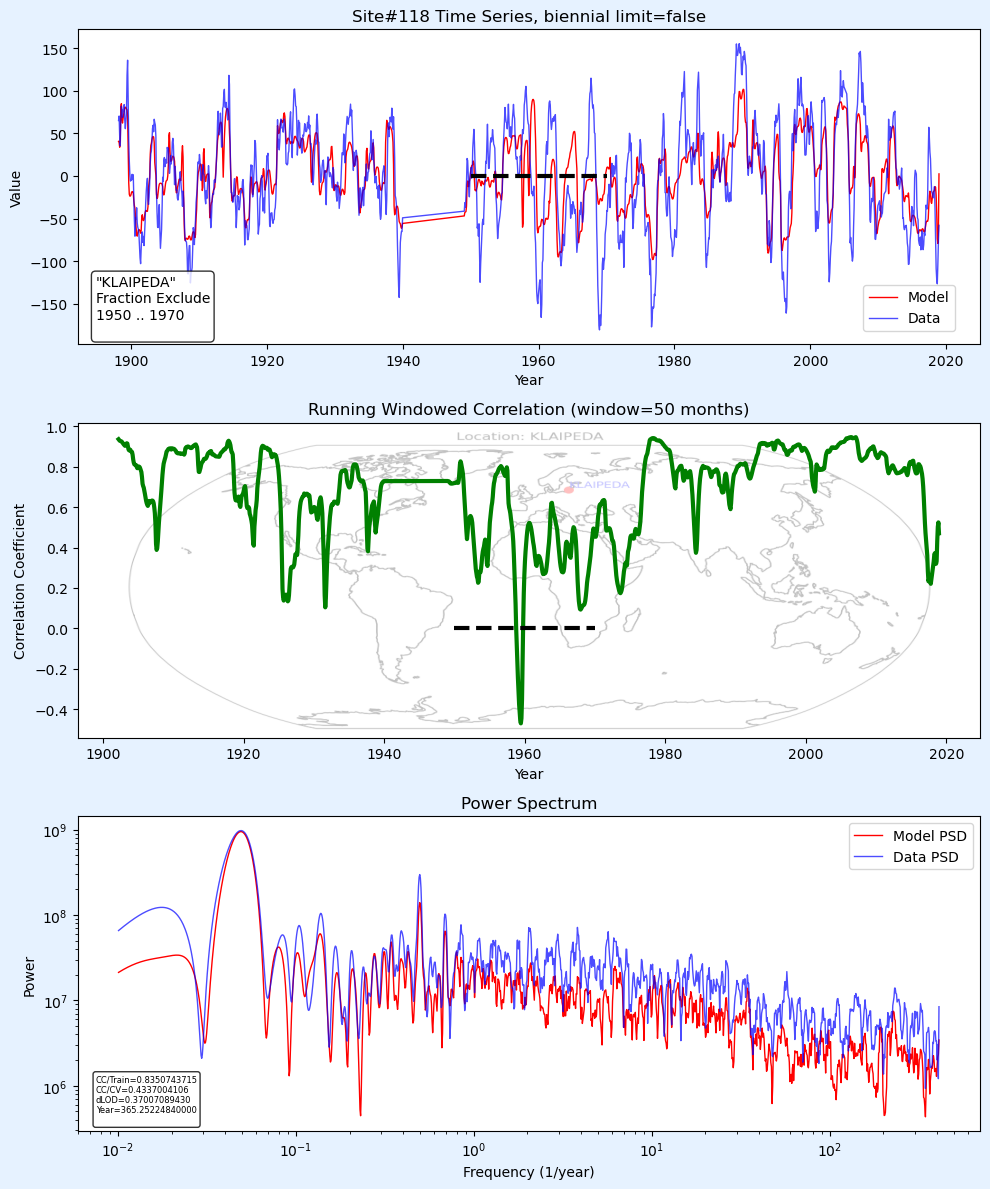 Site#118 Time Series, biennial limit=false
Value
150
100
50
0
−50
−100
−150
"KLAIPEDA"
Fraction Exclude
1950 .. 1970
Model
Data
1900
1920
1940
1960
1980
2000
2020
Year
Running Windowed Correlation (window=50 months)
Correlation Coefficient
1.0
0.8
0.6
0.4
0.2
0.0
−0.2
−0.4
Location: KLAIPEDA
KLAIPEDA
1900
1920
1940
1960
1980
2000
2020
Year
Power Spectrum
Power
10⁹
10⁸
10⁷
10⁶
Model PSD
Data PSD
CC/Train=0.8350743715
CC/CV=0.4337004106
dLOD=0.37007089430
Year=365.25224840000
10⁻²
10⁻¹
10⁰
10¹
10²
Frequency (1/year)